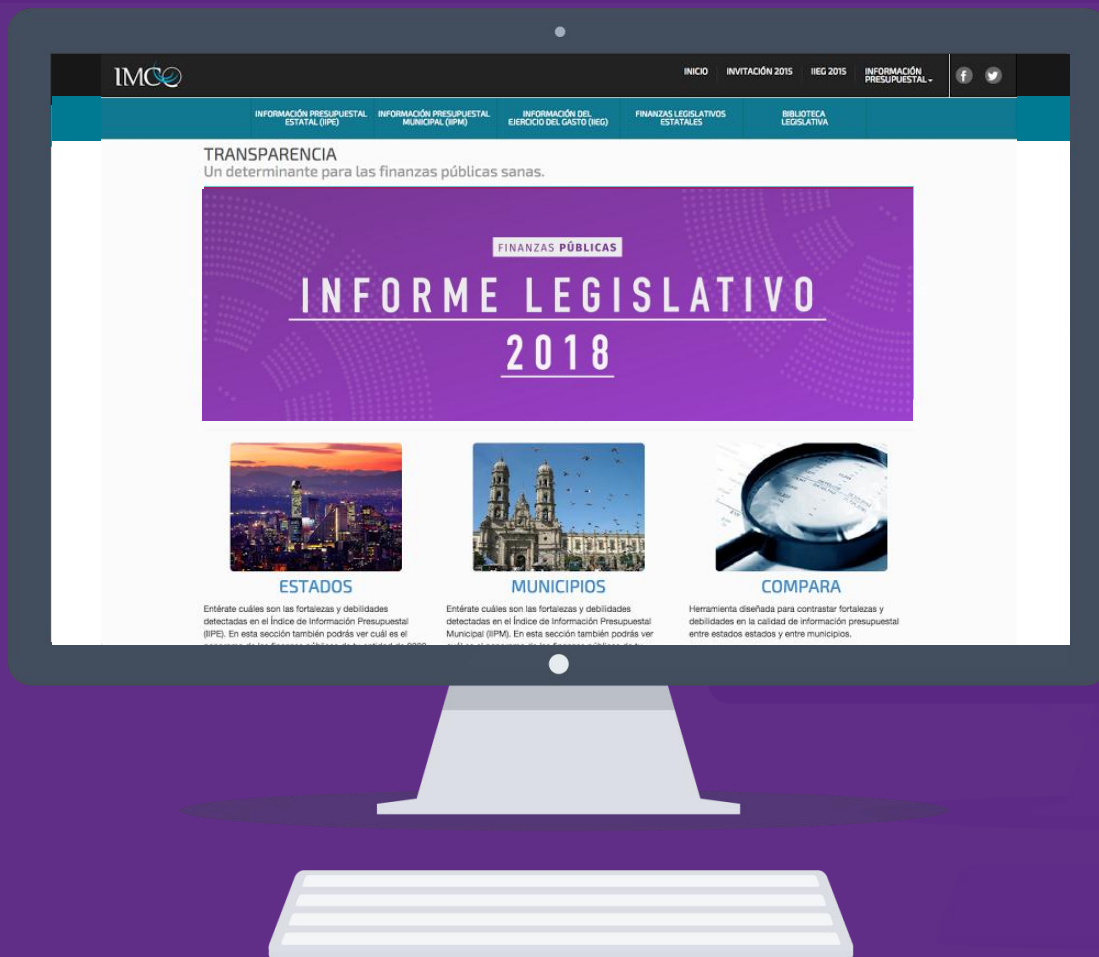 IMCO
INICIO
INVITACIÓN 2015
IIEG 2015
INFORMACIÓN
PRESUPUESTAL
INFORMACIÓN PRESUPUESTAL
ESTATAL (IIPE)
INFORMACIÓN PRESUPUESTAL
MUNICIPAL (IIPM)
INFORMACIÓN DEL
EJERCICIO DEL GASTO (IIEG)
FINANZAS LEGISLATIVOS
ESTATALES
BIBLIOTECA
LEGISLATIVA
TRANSPARENCIA
Un determinante para las finanzas públicas sanas.
FINANZAS PÚBLICAS
INFORME LEGISLATIVO
2018
ESTADOS
Entérate cuáles son las fortalezas y debilidades
detectadas en el Índice de Información Presupuestal
(IIPE). En esta sección también podrás ver cuál es el
MUNICIPIOS
Entérate cuáles son las fortalezas y debilidades
detectadas en el Índice de Información Presupuestal
Municipal (IIPM). En esta sección también podrás ver
COMPARA
Herramienta diseñada para contrastar fortalezas y
debilidades en la calidad de información presupuestal
entre estados estados y entre municipios.